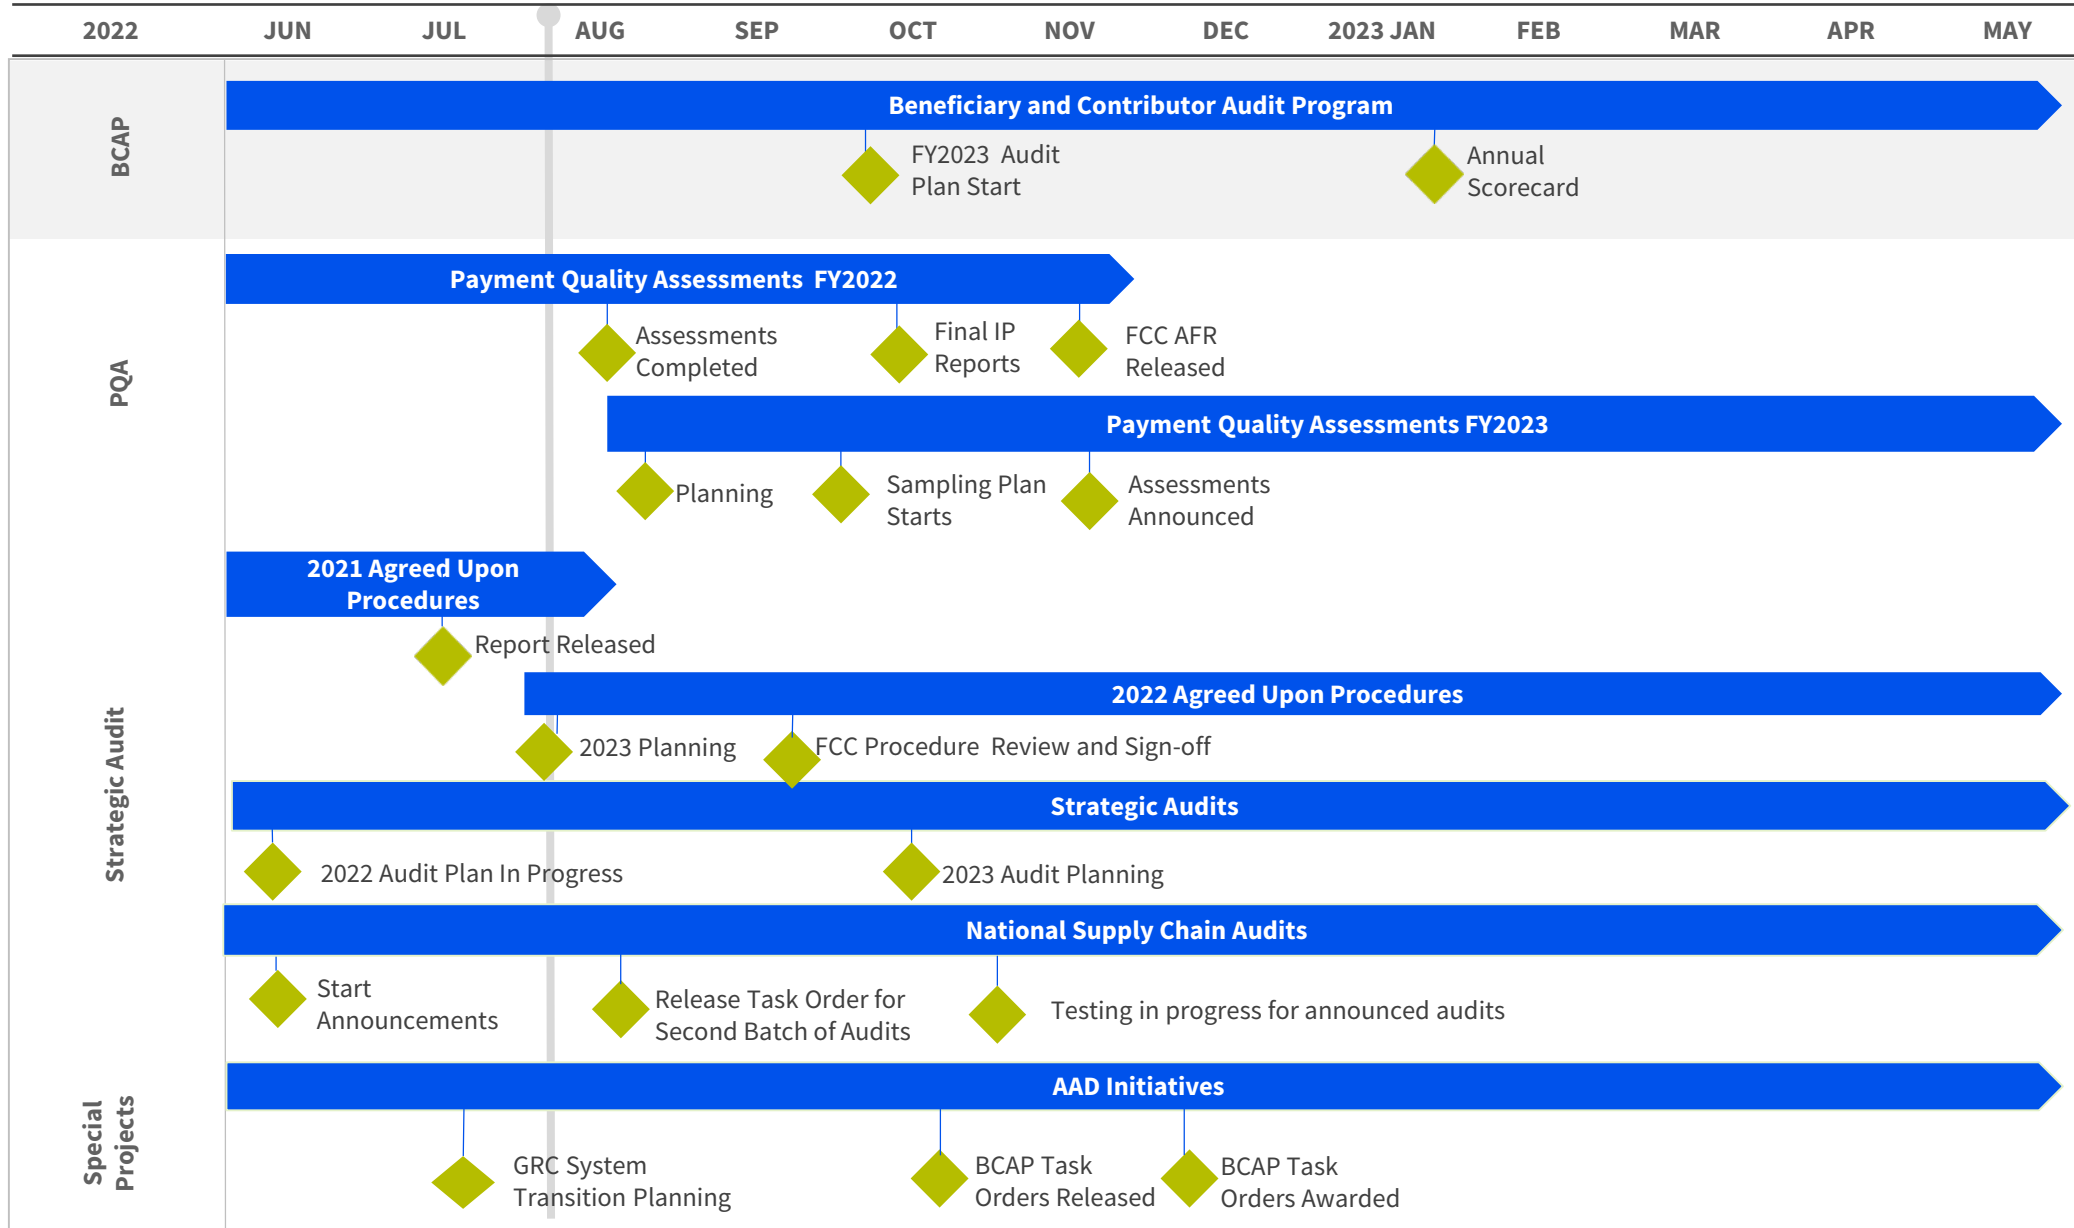 2022 JUN JUL AUG SEP OCT NOV DEC 2023 JAN FEB MAR APR MAY
BCAP
Beneficiary and Contributor Audit Program
FY2023 Audit
Plan Start
Annual
Scorecard
PQA
Payment Quality Assessments FY2022
Assessments
Completed
Final IP
Reports
FCC AFR
Released
Payment Quality Assessments FY2023
Planning
Sampling Plan
Starts
Assessments
Announced
Strategic Audit
2021 Agreed Upon
Procedures
Report Released
2022 Agreed Upon Procedures
2023 Planning
FCC Procedure Review and Sign-off
Strategic Audits
2022 Audit Plan In Progress
2023 Audit Planning
National Supply Chain Audits
Start
Announcements
Release Task Order for
Second Batch of Audits
Testing in progress for announced audits
Special
Projects
AAD Initiatives
GRC System
Transition Planning
BCAP Task
Orders Released
BCAP Task
Orders Awarded